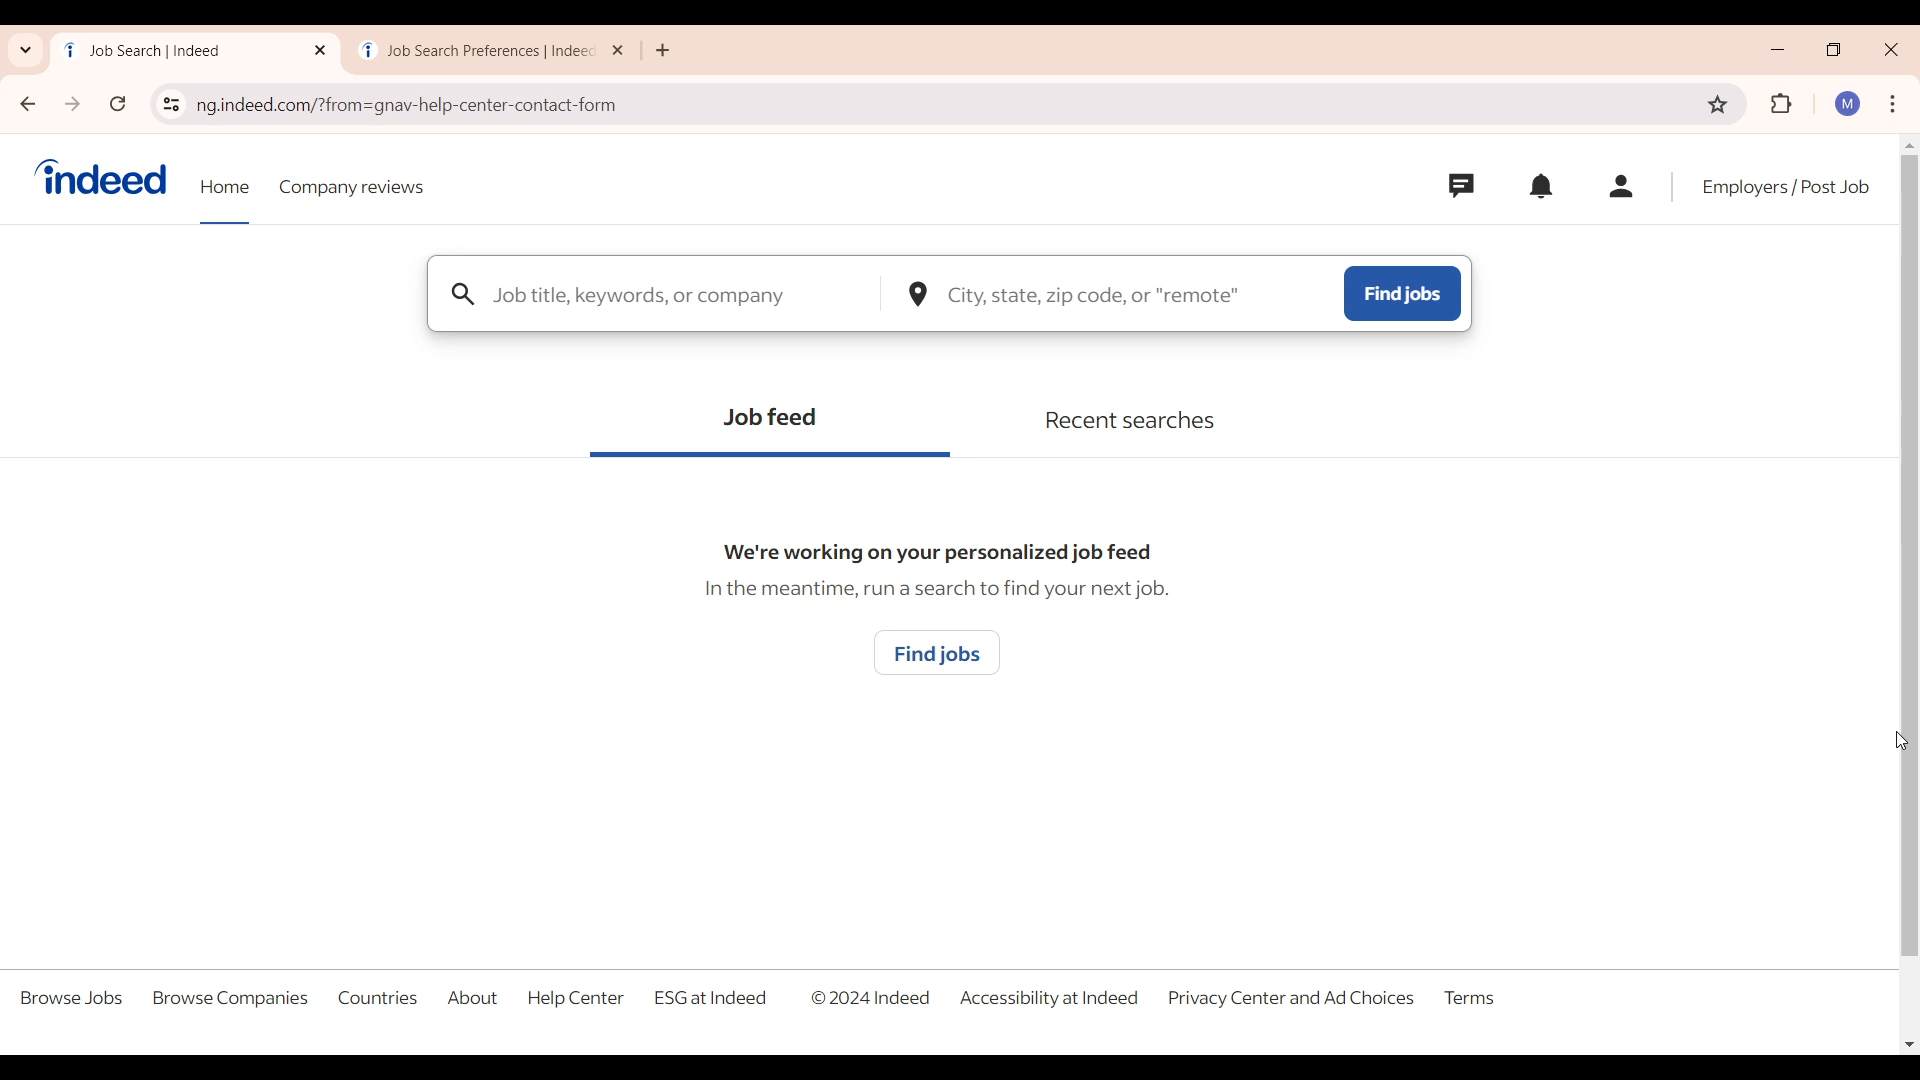 Job Search | Indeed
Job Search Preferences | Indeed
ng.indeed.com/?from=gnav-help-center-contact-form
M
indeed
Home
Company reviews
Employers / Post Job
Job title, keywords, or company
City, state, zip code, or "remote"
Find jobs
Job feed
Recent searches
We're working on your personalized job feed
In the meantime, run a search to find your next job.
Find jobs
Browse Jobs
Browse Companies
Countries
About
Help Center
ESG at Indeed
© 2024 Indeed
Accessibility at Indeed
Privacy Center and Ad Choices
Terms